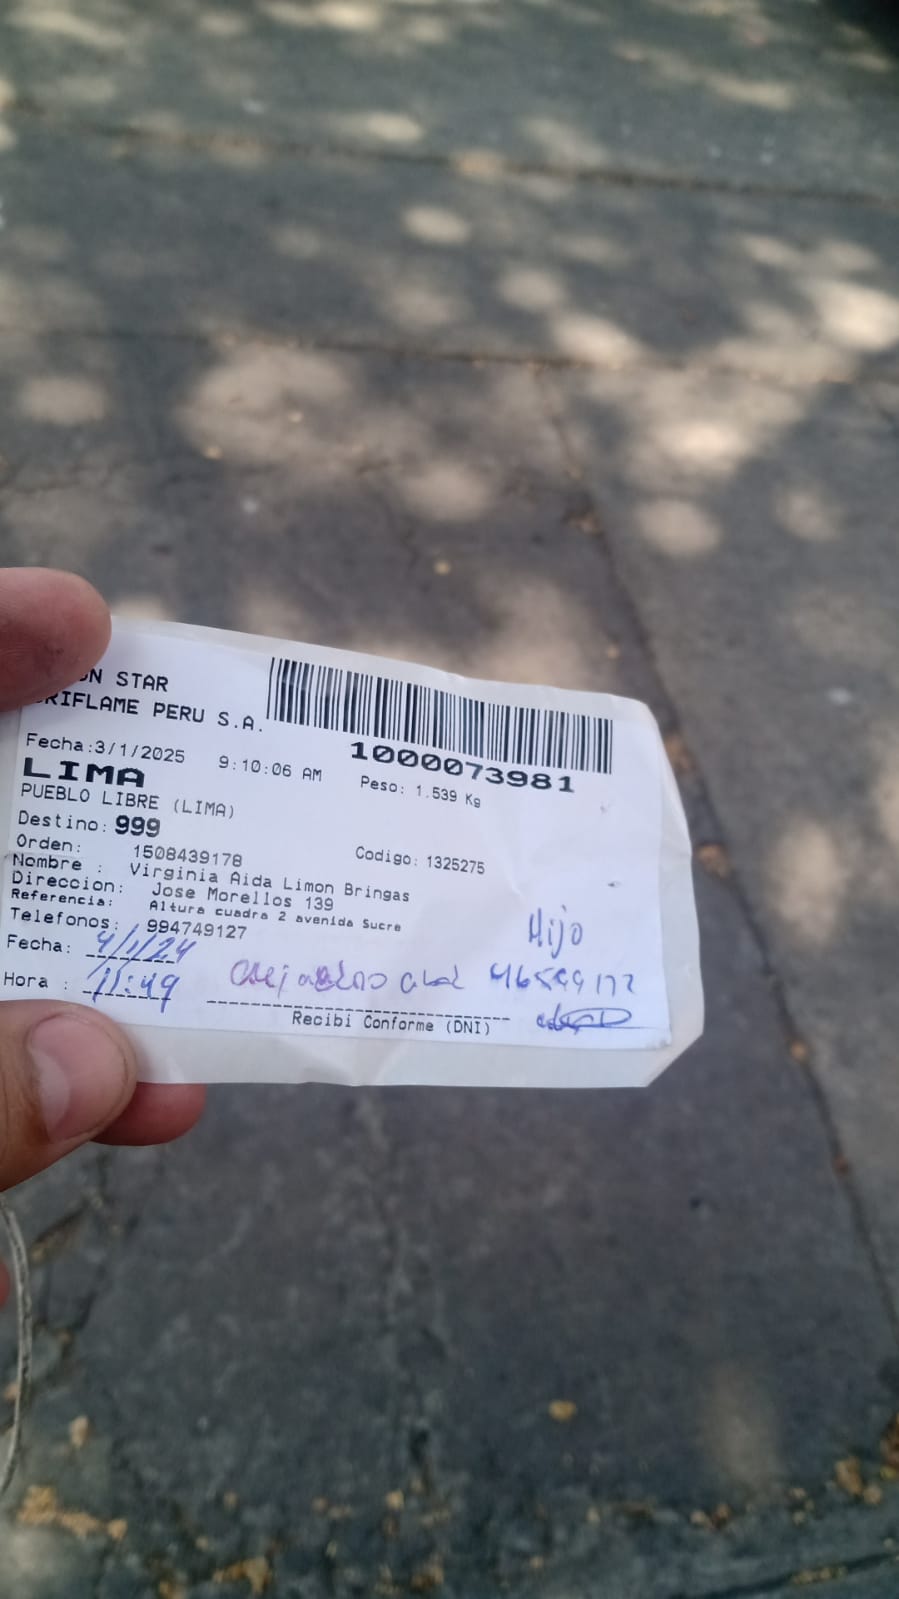 ON STAR
RIFLAME PERU S.A.
1000073981
Fecha:3/1/2025 9:10:06 AM Peso: 1.539 Kg
LIMA
PUEBLO LIBRE (LIMA)
Destino: 999
Orden: 1508439178 Codigo: 1325275
Nombre : Virginia Aida Limon Bringas
Direccion: Jose Morellos 139
Referencia: Altura cuadra 2 avenida Sucre
Telefonos: 994749127
Hijo
Fecha: 4/1/24
Hora : 11:49
Recibi Conforme (DNI)